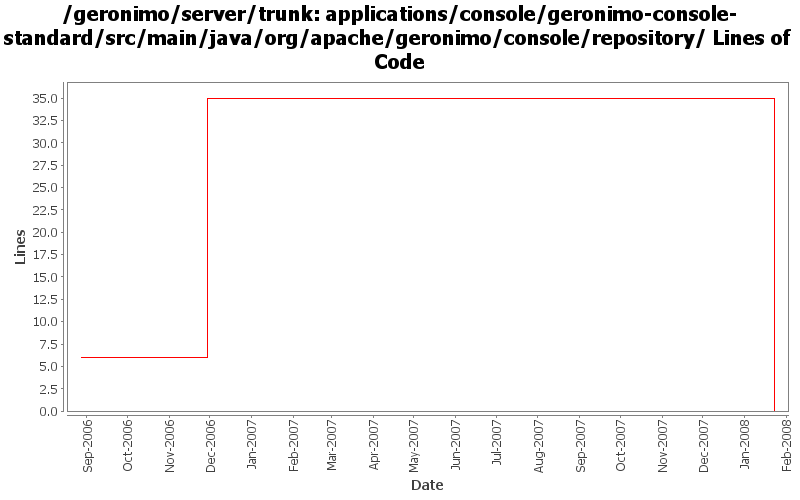 /geronimo/server/trunk: applications/console/geronimo-console-
standard/src/main/java/org/apache/geronimo/console/repository/ Lines of
Code
35.0
32.5
30.0
27.5
25.0
22.5
20.0
17.5
15.0
12.5
10.0
7.5
5.0
2.5
0.0
Lines
Sep-2006
Oct-2006
Nov-2006
Dec-2006
Jan-2007
Feb-2007
Mar-2007
Apr-2007
May-2007
Jun-2007
Jul-2007
Aug-2007
Sep-2007
Oct-2007
Nov-2007
Dec-2007
Jan-2008
Feb-2008
Date